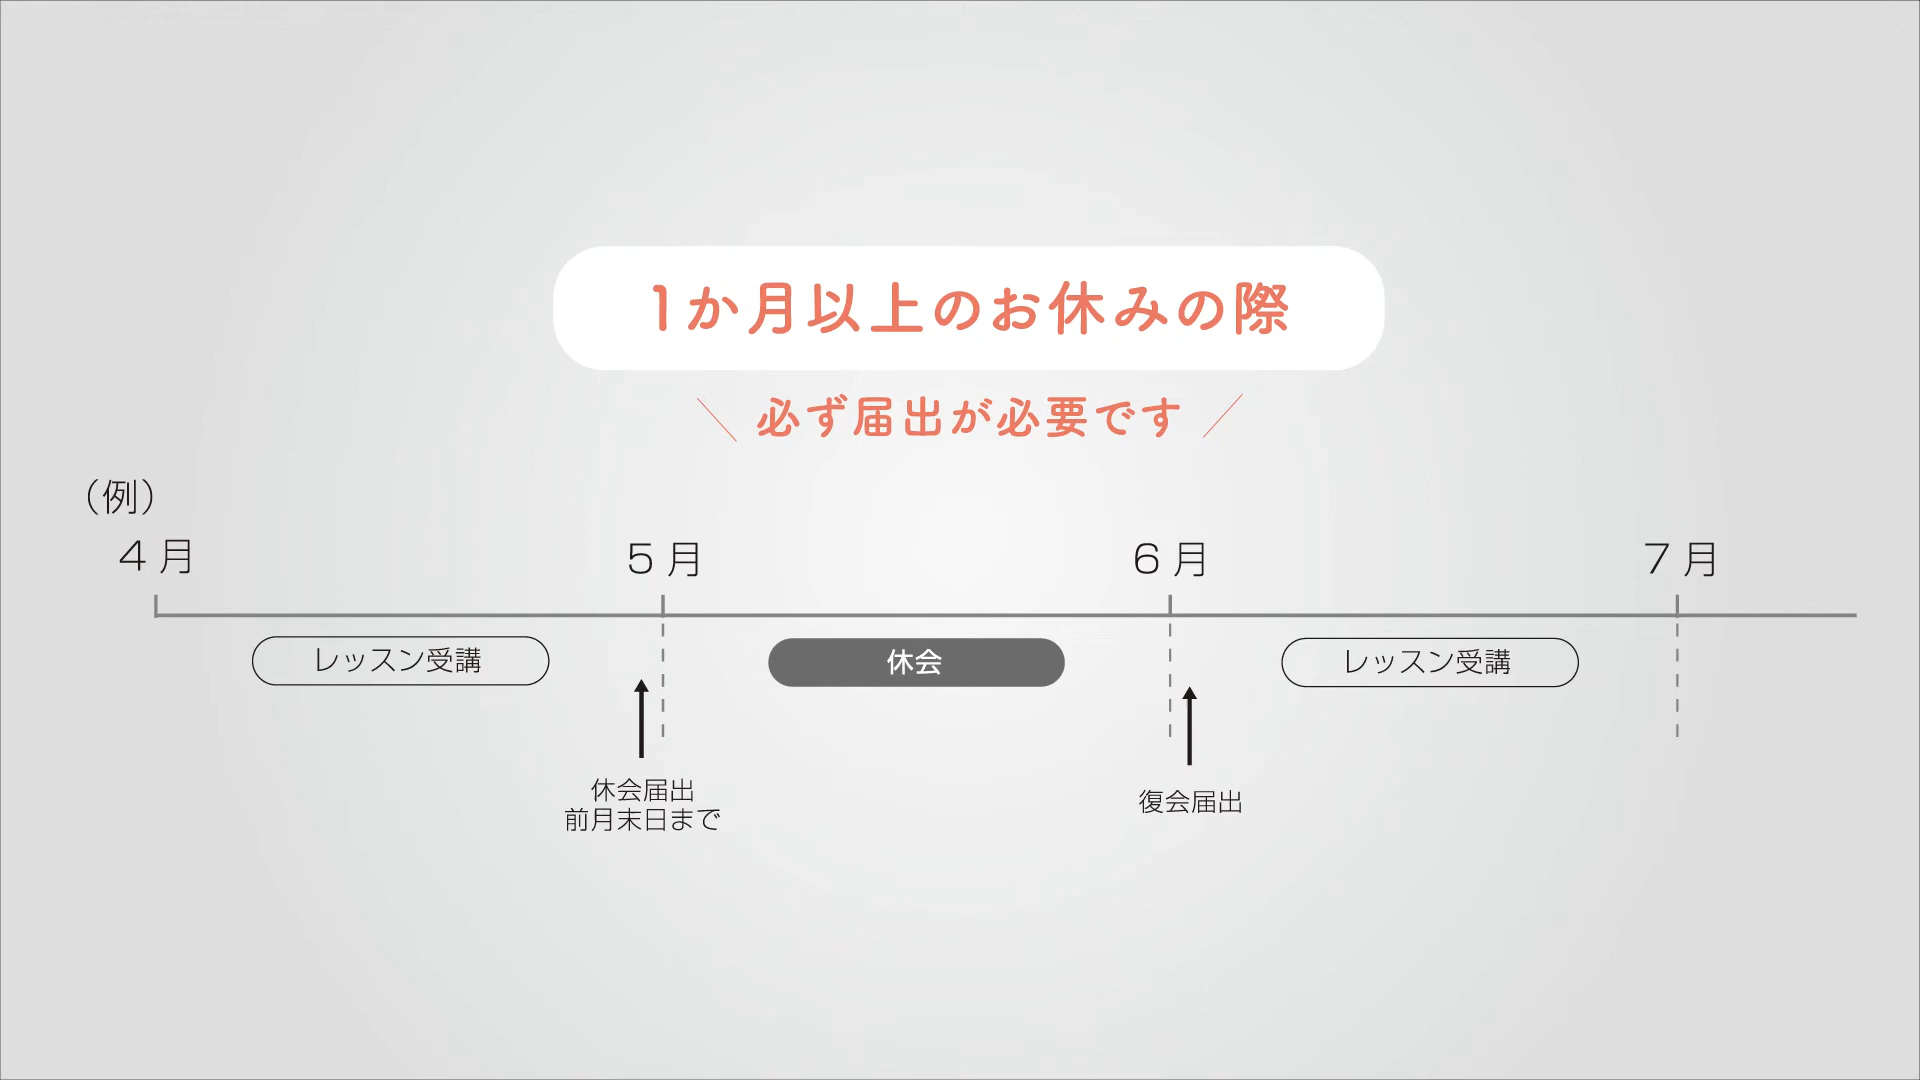 1か月以上のお休みの際
必ず届出が必要です
（例）
4月
5月
6月
7月
レッスン受講
休会
レッスン受講
休会届出
前月末日まで
復会届出